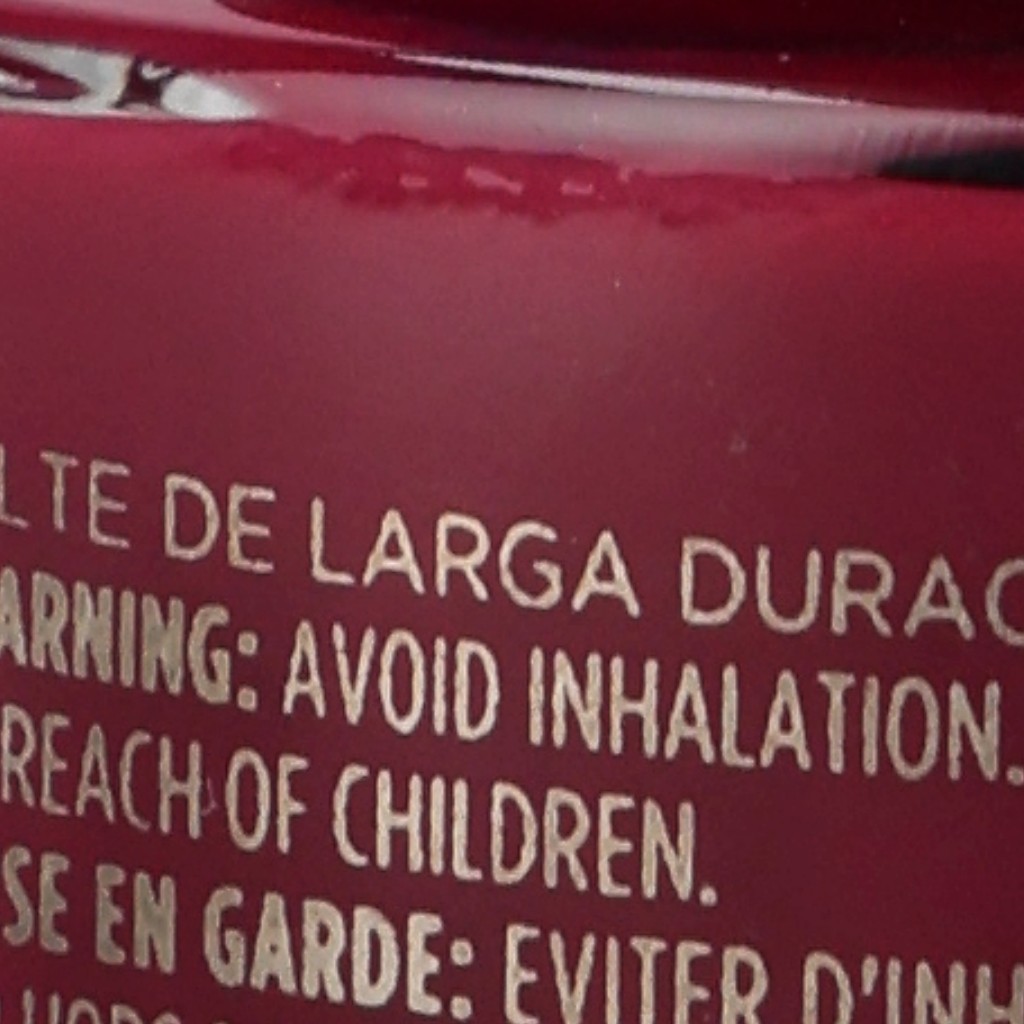 LTE DE LARGA DURAC
ARNING: AVOID INHALATION.
REACH OF CHILDREN.
SE EN GARDE: EVITER D'INH